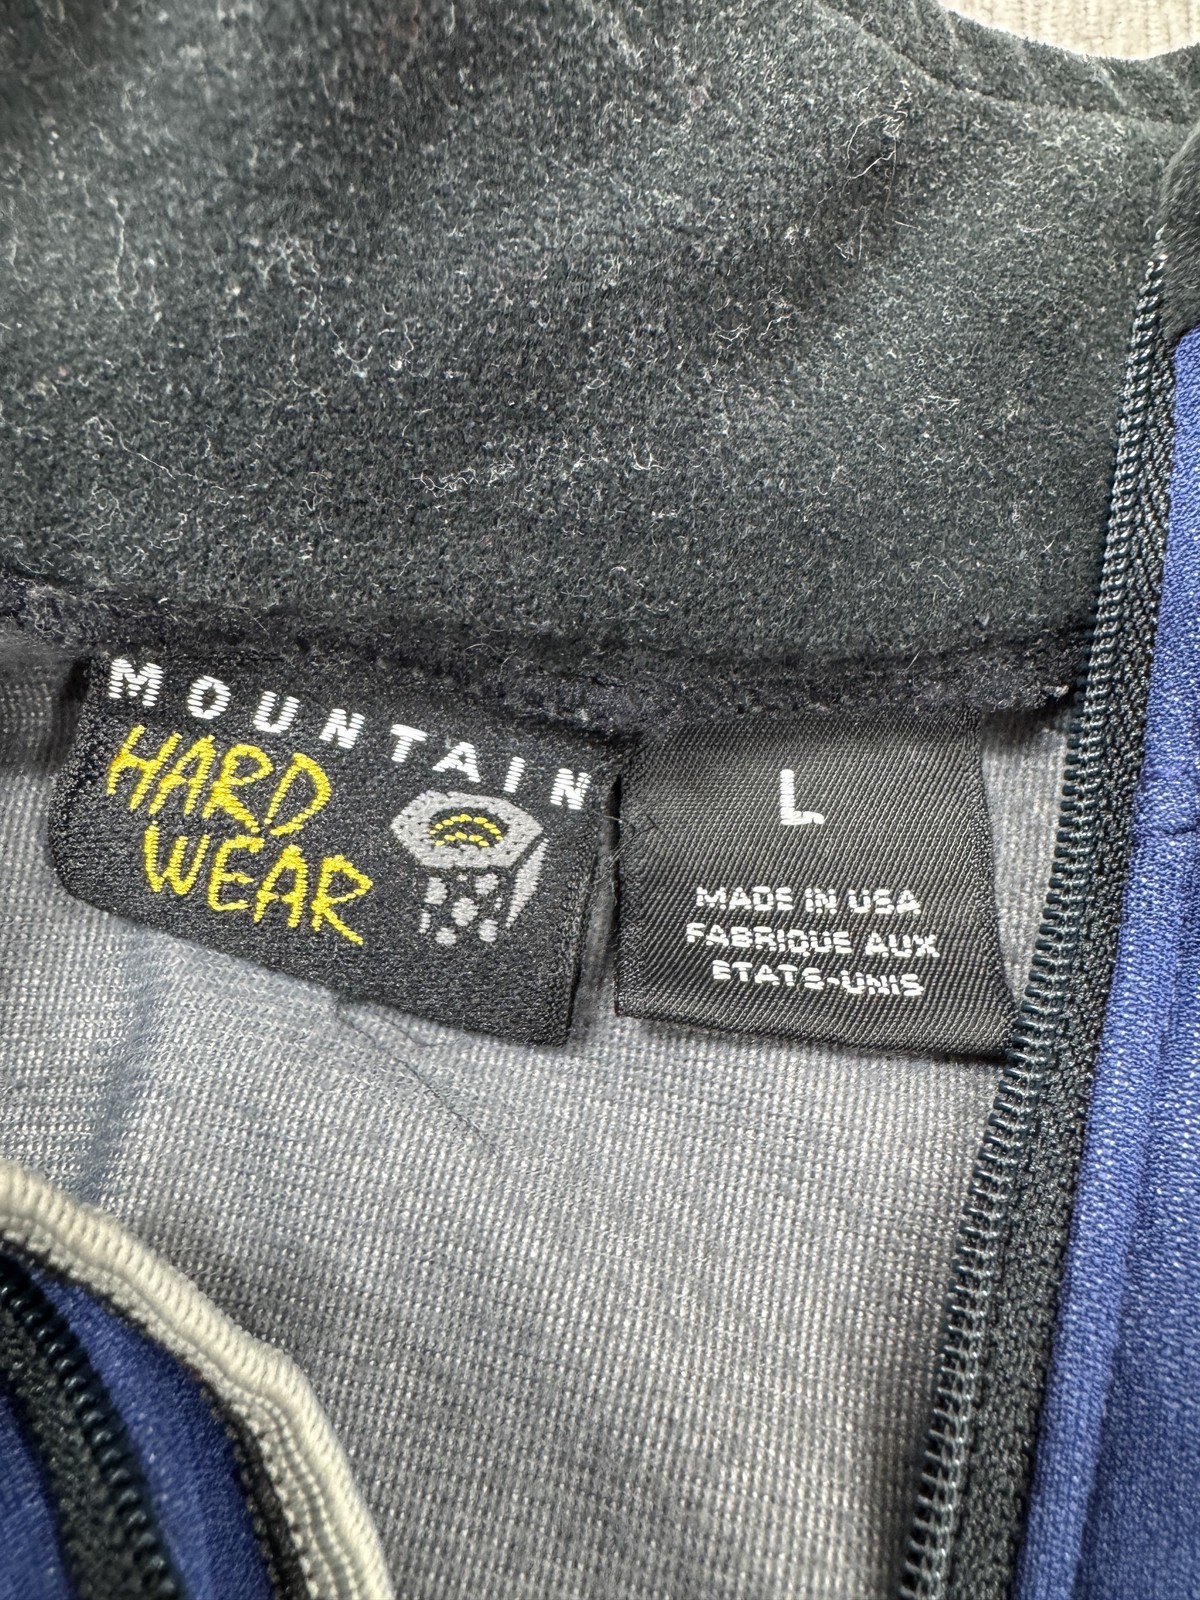 MOUNTAIN
HARD
WEAR
L
MADE IN USA
FABRIQUE AUX
ETATS-UNIS